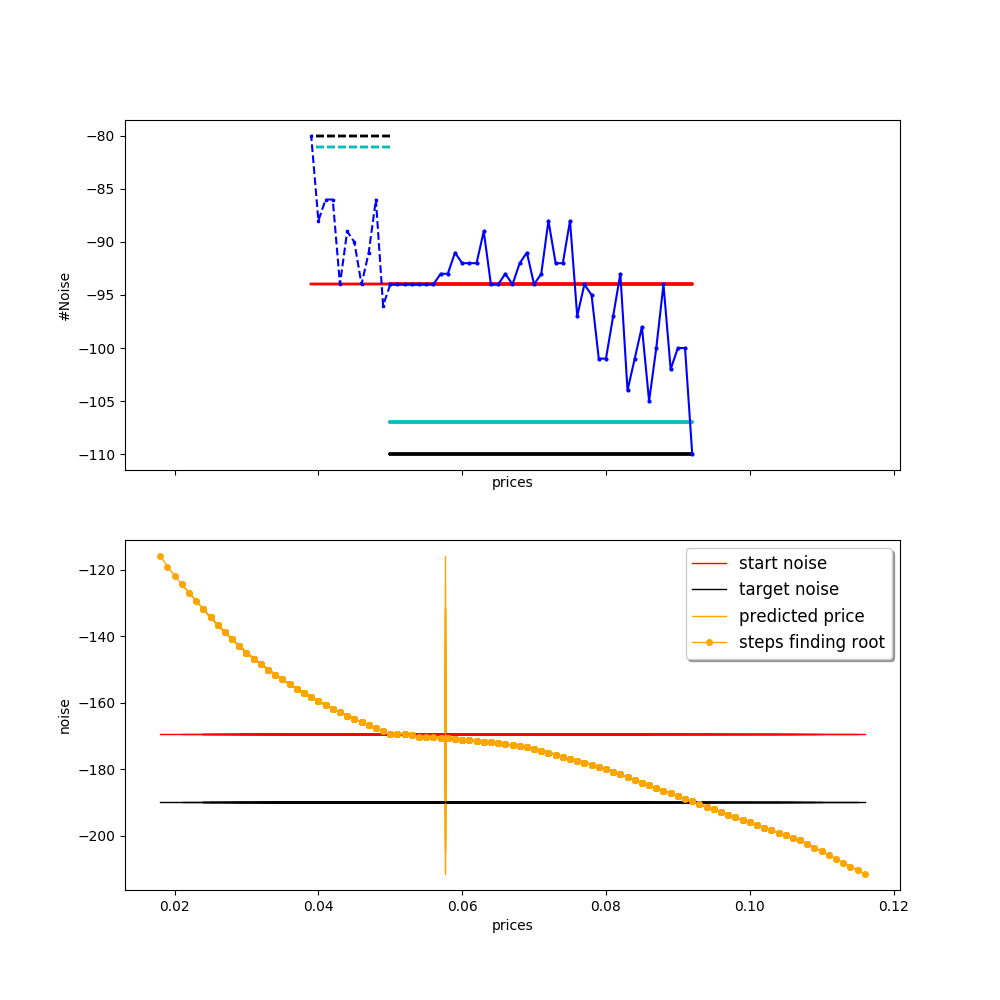 −80
−85
−90
−95
−100
−105
−110
#Noise
prices
−120
−140
−160
−180
−200
noise
start noise
target noise
predicted price
steps finding root
0.02 0.04 0.06 0.08 0.10 0.12
prices